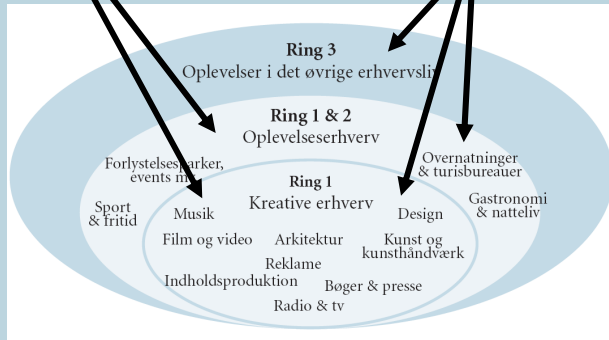 Ring 3
Oplevelser i det øvrige erhvervsliv
Ring 1 & 2
Oplevelseserhverv
Forlystelsesparker,
events mv.
Overnatninger
& turisbureauer
Sport
& fritid
Gastronomi
& natteliv
Ring 1
Kreative erhverv
Musik
Design
Film og video
Arkitektur
Kunst og
kunsthåndværk
Reklame
Indholdsproduktion
Bøger & presse
Radio & tv